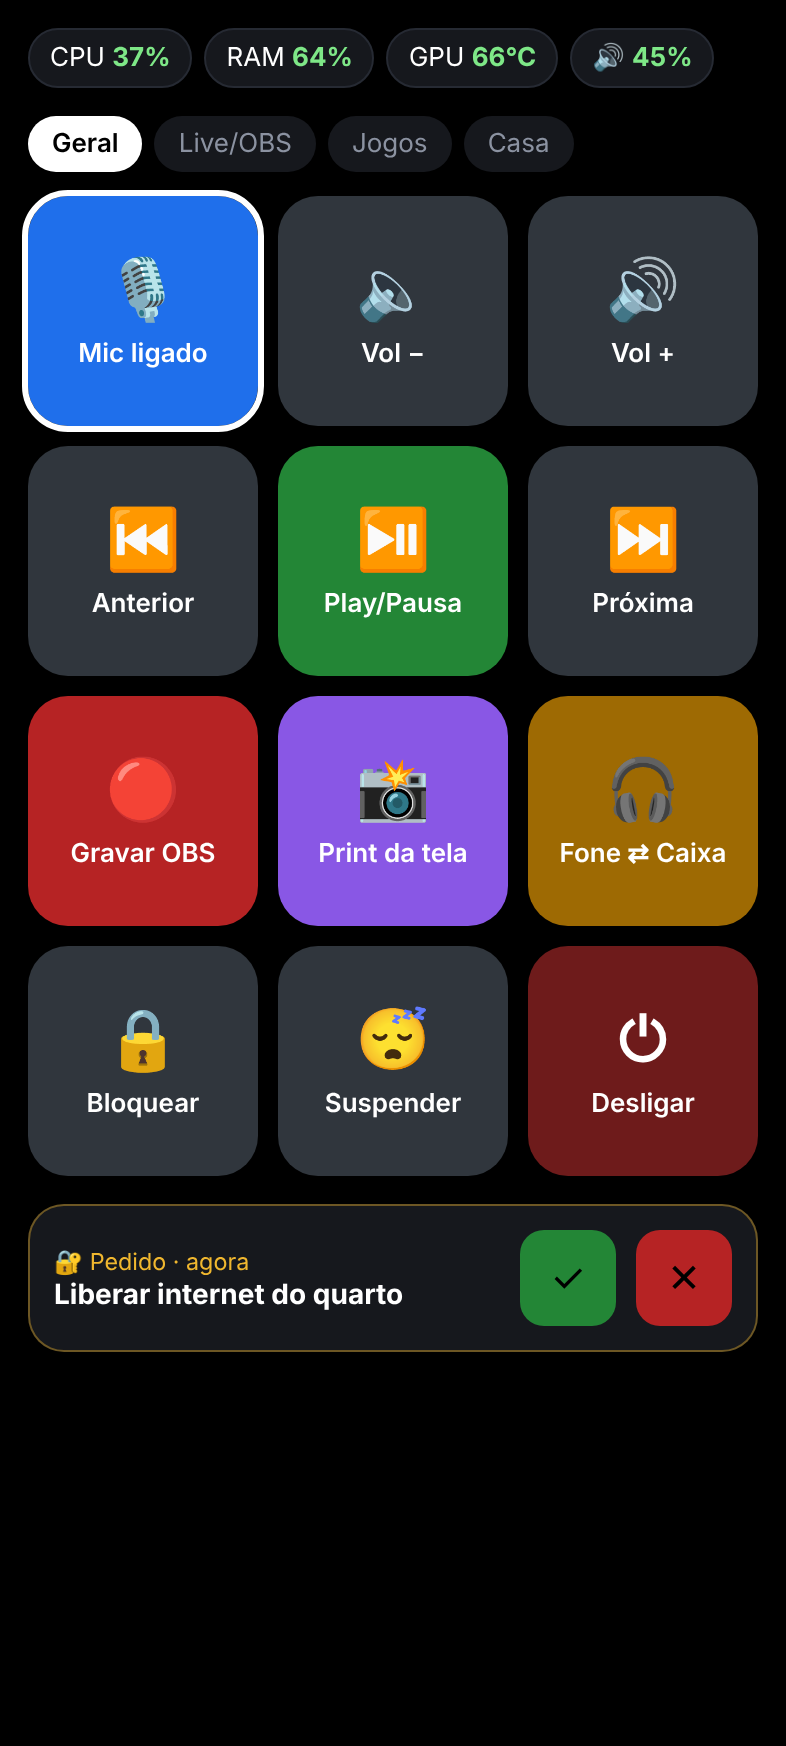 CPU 37% RAM 64% GPU 66°C 🔊 45%
Geral Live/OBS Jogos Casa
Mic ligado Vol − Vol +
Anterior Play/Pausa Próxima
Gravar OBS Print da tela Fone ⇄ Caixa
Bloquear Suspender Desligar
🔐 Pedido · agora
Liberar internet do quarto